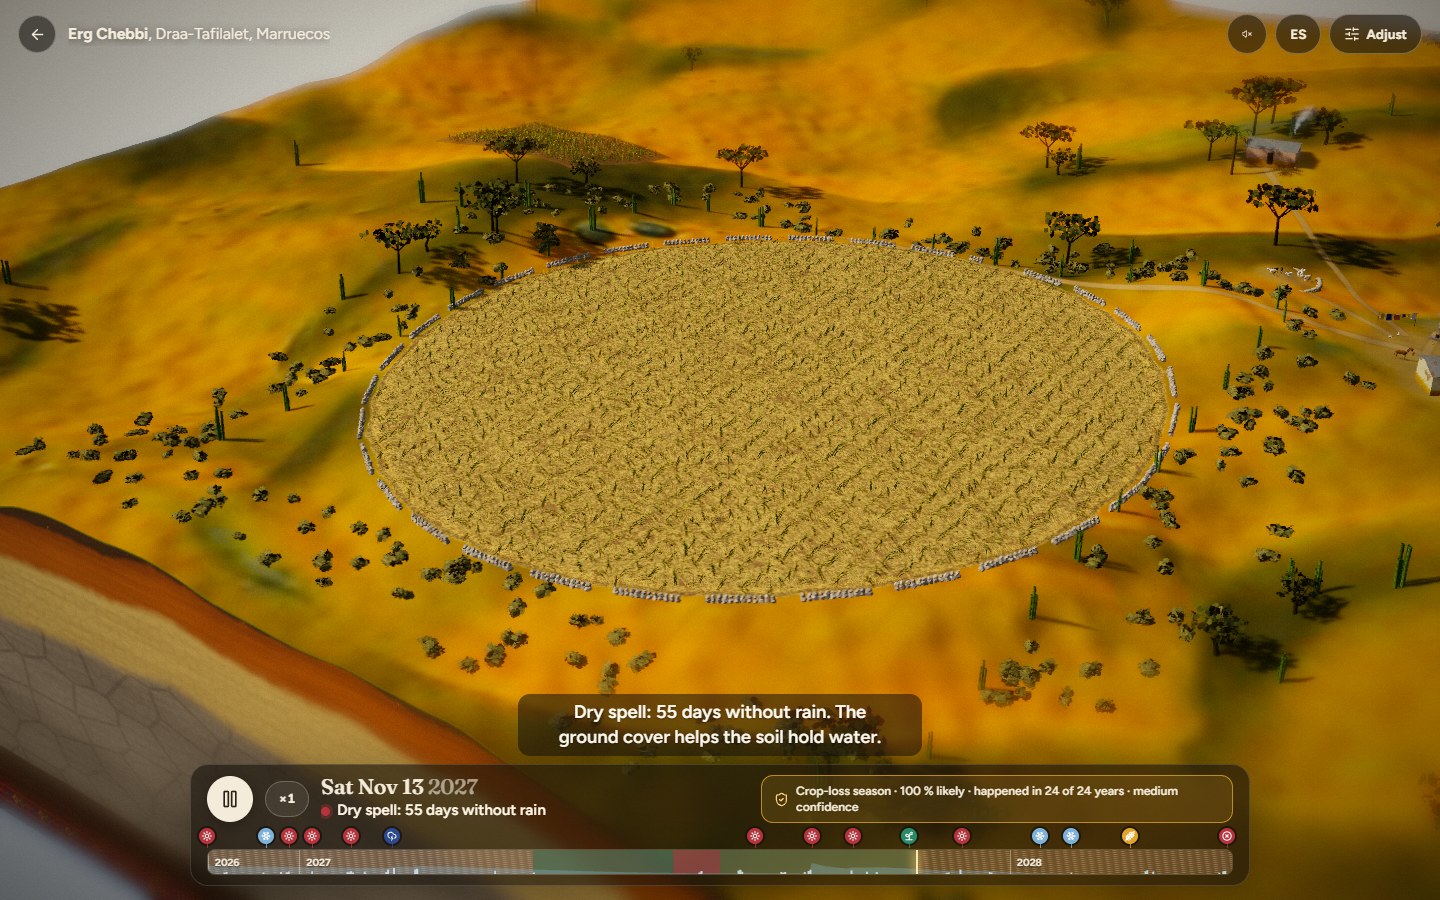 Erg Chebbi, Draa-Tafilalet, Marruecos
ES
Adjust
Dry spell: 55 days without rain. The
ground cover helps the soil hold water.
×1
Sat Nov 13 2027
Dry spell: 55 days without rain
Crop-loss season · 100 % likely · happened in 24 of 24 years · medium
confidence
2026
2027
2028